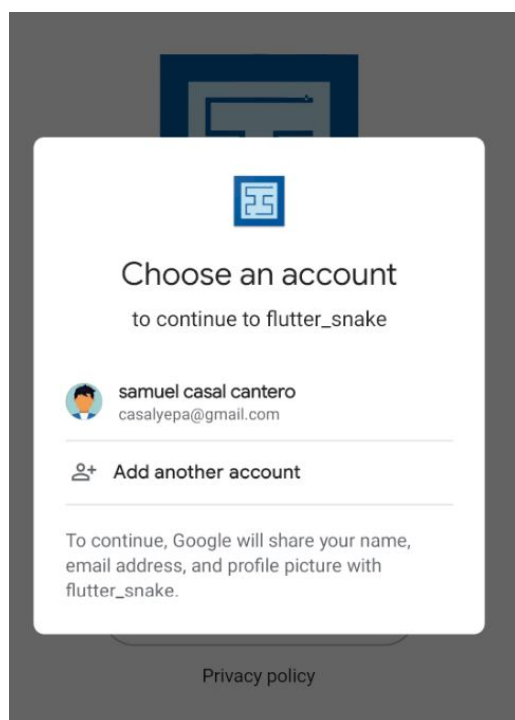 Choose an account
to continue to flutter_snake
samuel casal cantero
casalyepa@gmail.com
Add another account
To continue, Google will share your name,
email address, and profile picture with
flutter_snake.
Privacy policy